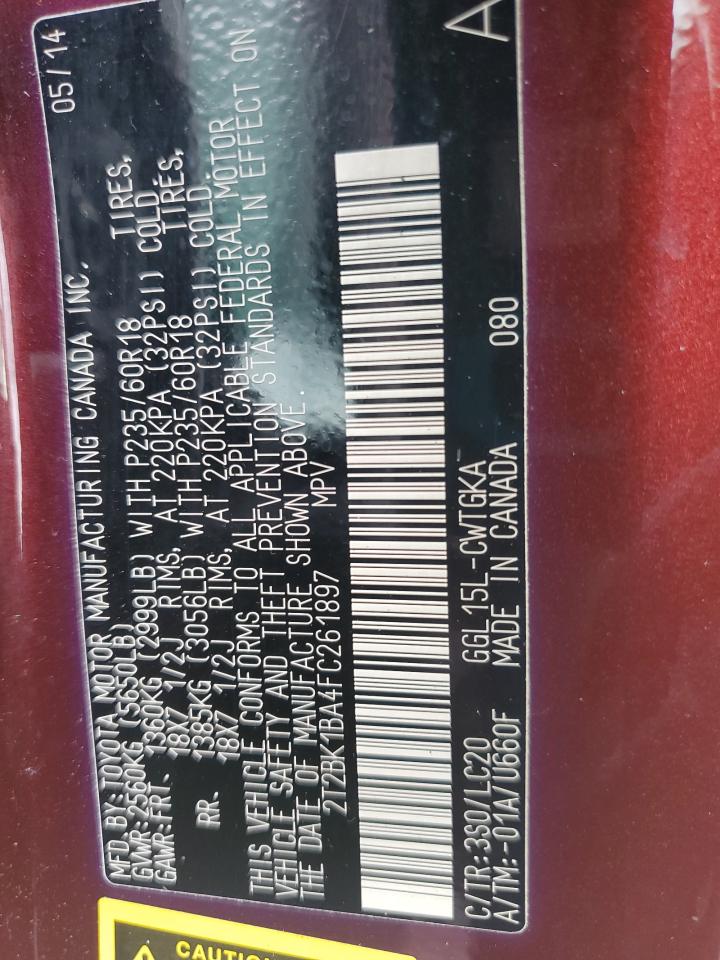 MFD BY: TOYOTA MOTOR MANUFACTURING CANADA INC. 05/14
GVWR: 2560KG (5650LB)
GAWR: FRT- 1360KG (2999LB) WITH P235/60R18 TIRES,
18X7 1/2J RIMS, AT 220KPA (32PSI) COLD
RR- 1385KG (3056LB) WITH P235/60R18 TIRES,
18X7 1/2J RIMS, AT 220KPA (32PSI) COLD.
THIS VEHICLE CONFORMS TO ALL APPLICABLE FEDERAL MOTOR
VEHICLE SAFETY AND THEFT PREVENTION STANDARDS IN EFFECT ON
THE DATE OF MANUFACTURE SHOWN ABOVE.
2T2BK1BA4FC261897 MPV
C/TR: 3S0/LC20 GGL15L-CWTGKA 080 A
A/TM:-01A/U660F MADE IN CANADA
CAUTION